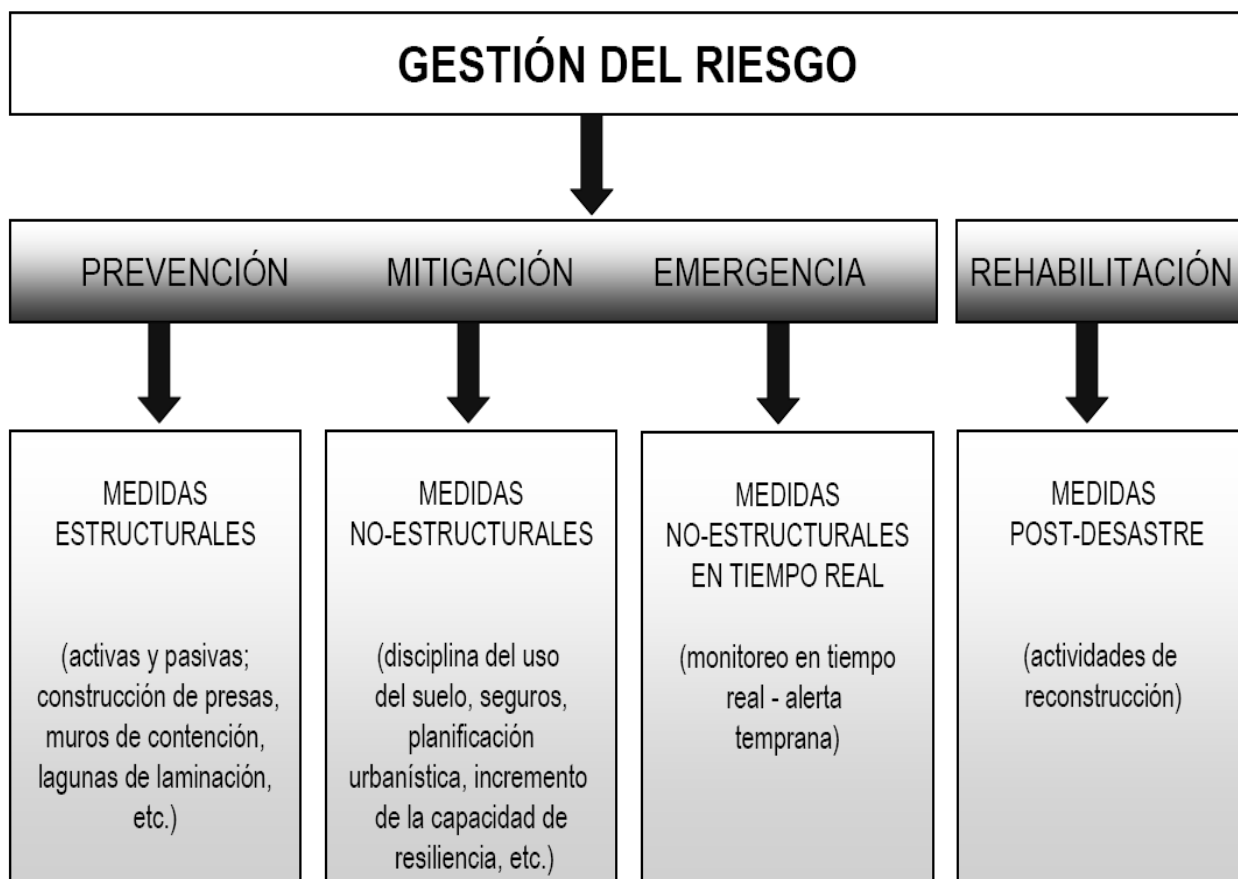 GESTIÓN DEL RIESGO
PREVENCIÓN
MITIGACIÓN
EMERGENCIA
REHABILITACIÓN
MEDIDAS
ESTRUCTURALES
(activas y pasivas;
construcción de presas,
muros de contención,
lagunas de laminación,
etc.)
MEDIDAS
NO-ESTRUCTURALES
(disciplina del uso
del suelo, seguros,
planificación
urbanística, incremento
de la capacidad de
resiliencia, etc.)
MEDIDAS
NO-ESTRUCTURALES
EN TIEMPO REAL
(monitoreo en tiempo
real - alerta
temprana)
MEDIDAS
POST-DESASTRE
(actividades de
reconstrucción)